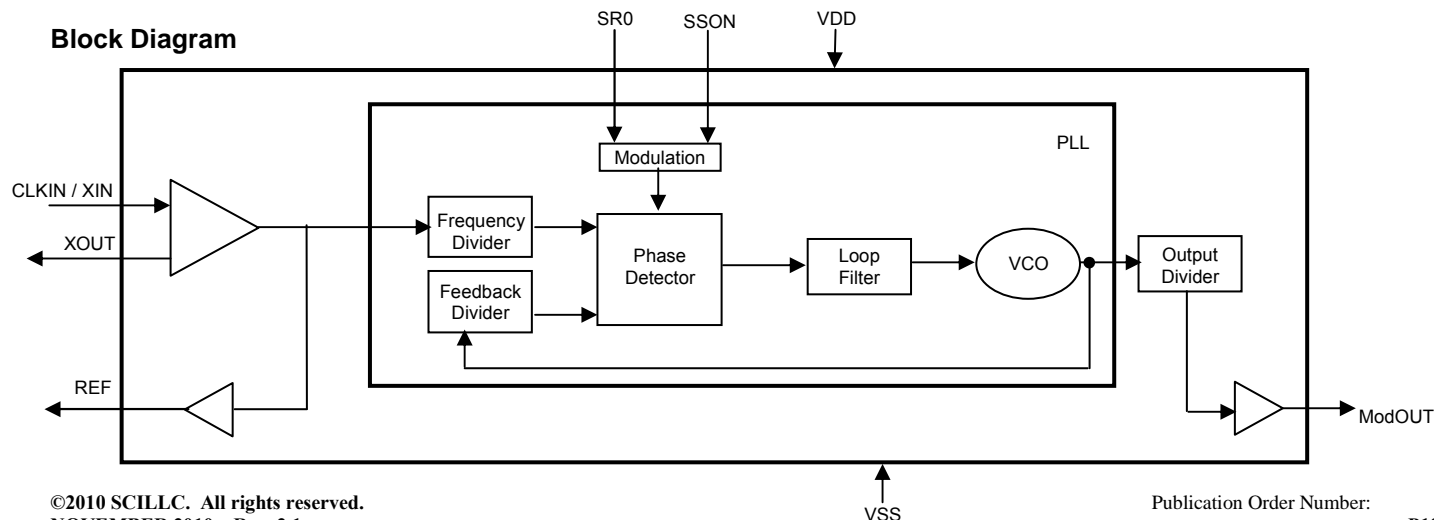 Block Diagram
SR0
SSON
VDD
PLL
Modulation
CLKIN / XIN
XOUT
Frequency
Divider
Feedback
Divider
Phase
Detector
Loop
Filter
VCO
Output
Divider
REF
ModOUT
VSS
©2010 SCILLC. All rights reserved.
Publication Order Number: